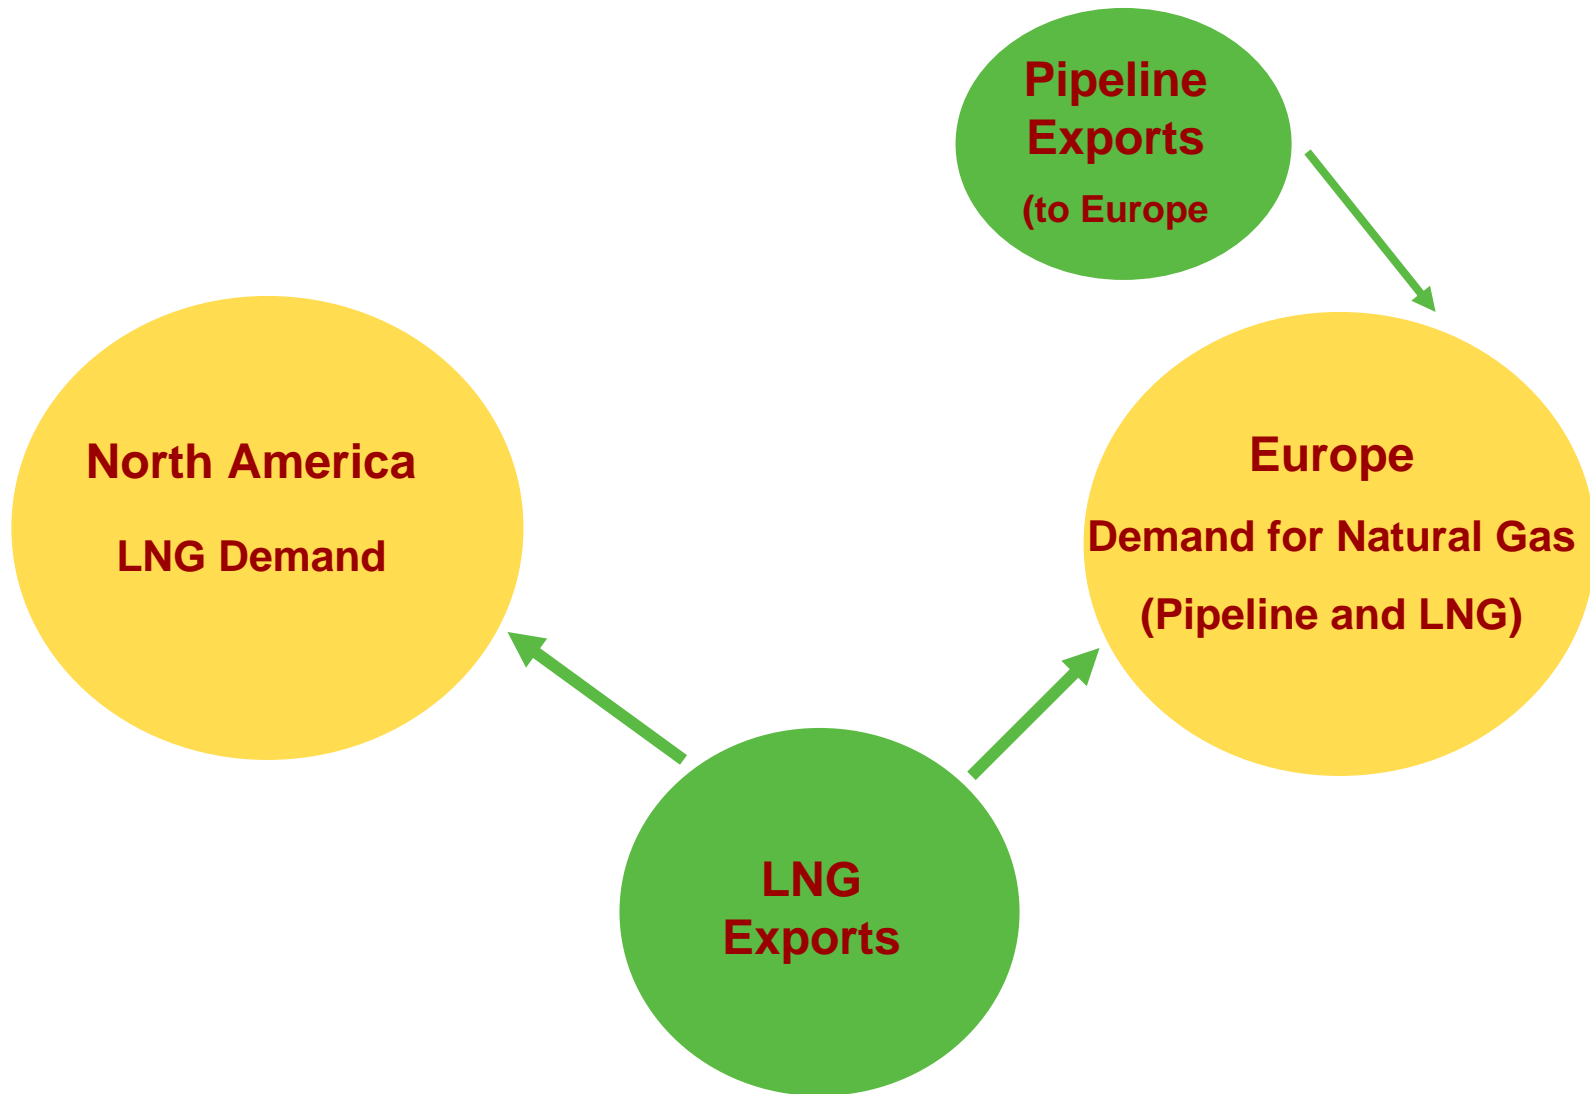 Pipeline
Exports
(to Europe
North America
LNG Demand
Europe
Demand for Natural Gas
(Pipeline and LNG)
LNG
Exports